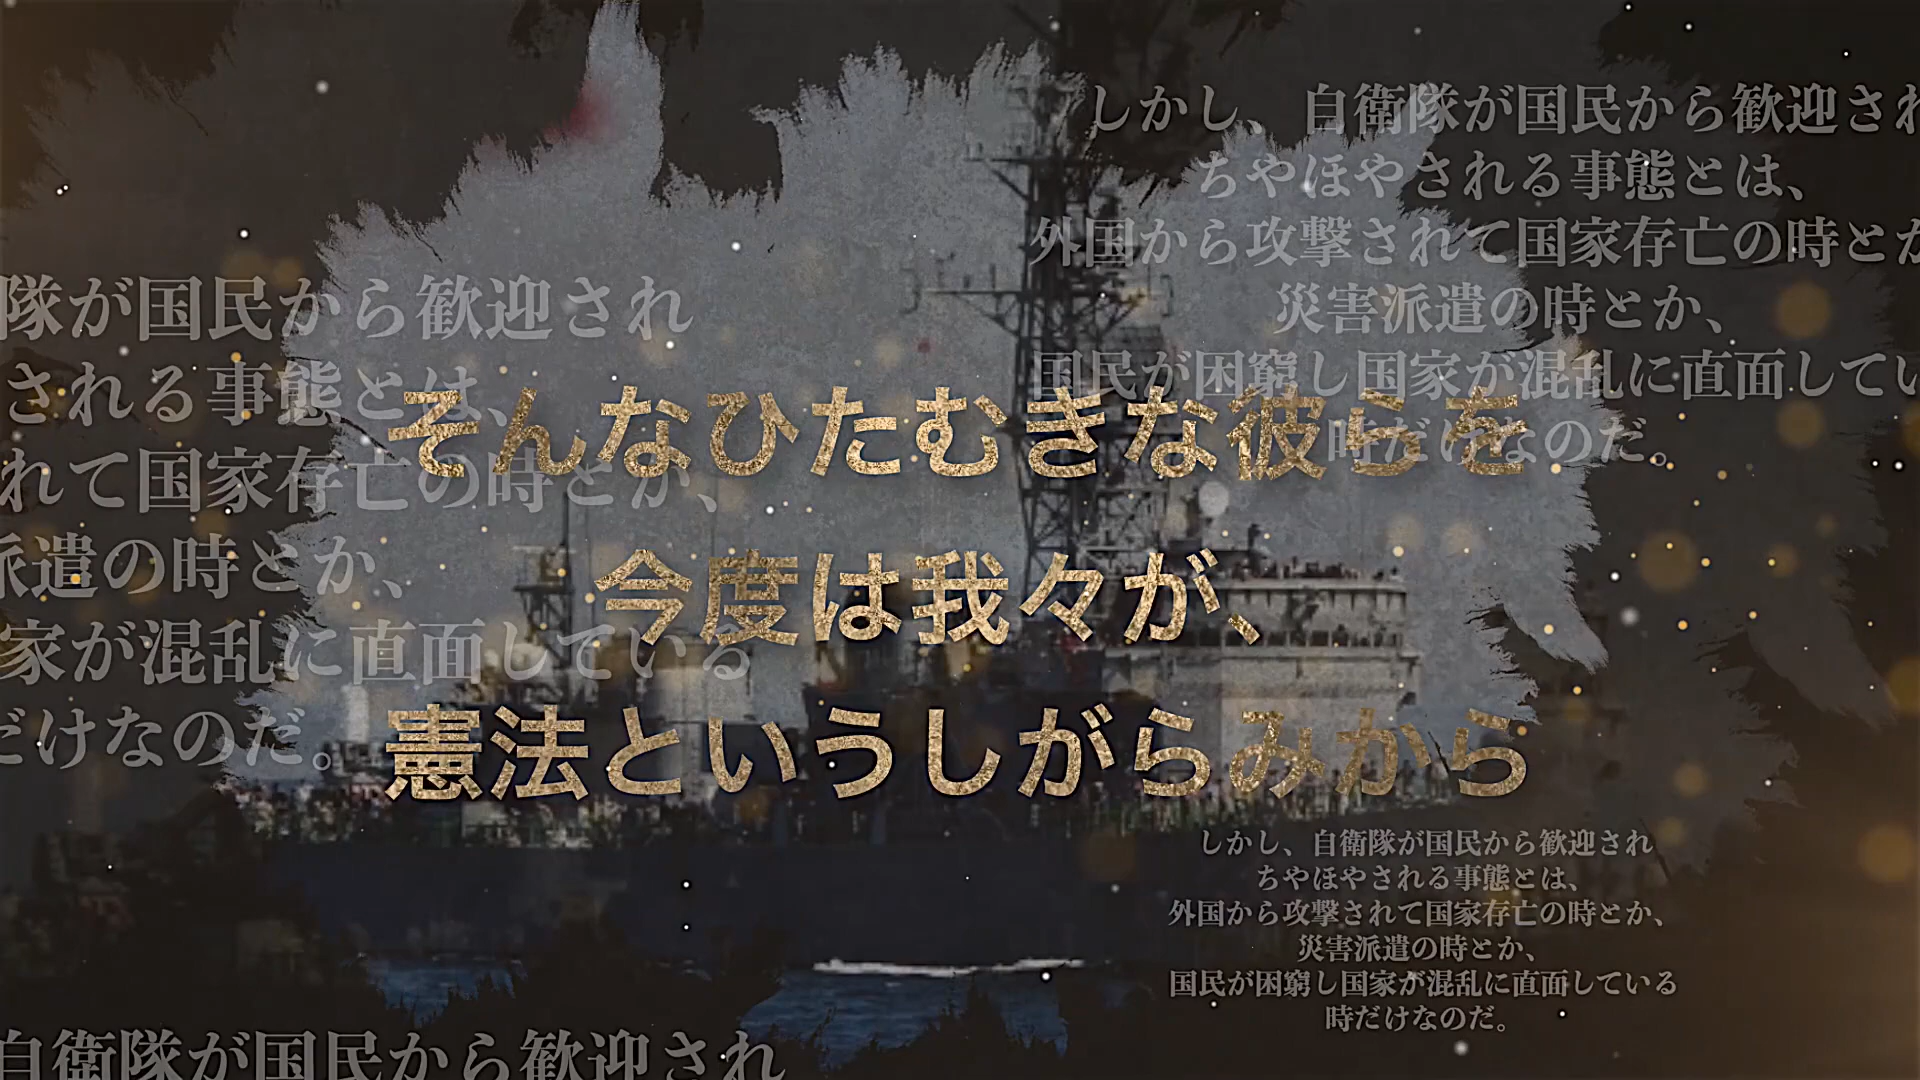 しかし、自衛隊が国民から歓迎され
ちやほやされる事態とは、
外国から攻撃されて国家存亡の時とか
災害派遣の時とか、
国民が困窮し国家が混乱に直面してい
時だけなのだ。
隊が国民から歓迎され
される事態とは、
れて国家存亡の時とか、
派遣の時とか、
家が混乱に直面している
だけなのだ。
そんなひたむきな彼らを
今度は我々が、
憲法というしがらみから
しかし、自衛隊が国民から歓迎され
ちやほやされる事態とは、
外国から攻撃されて国家存亡の時とか、
災害派遣の時とか、
国民が困窮し国家が混乱に直面している
時だけなのだ。
自衛隊が国民から歓迎され